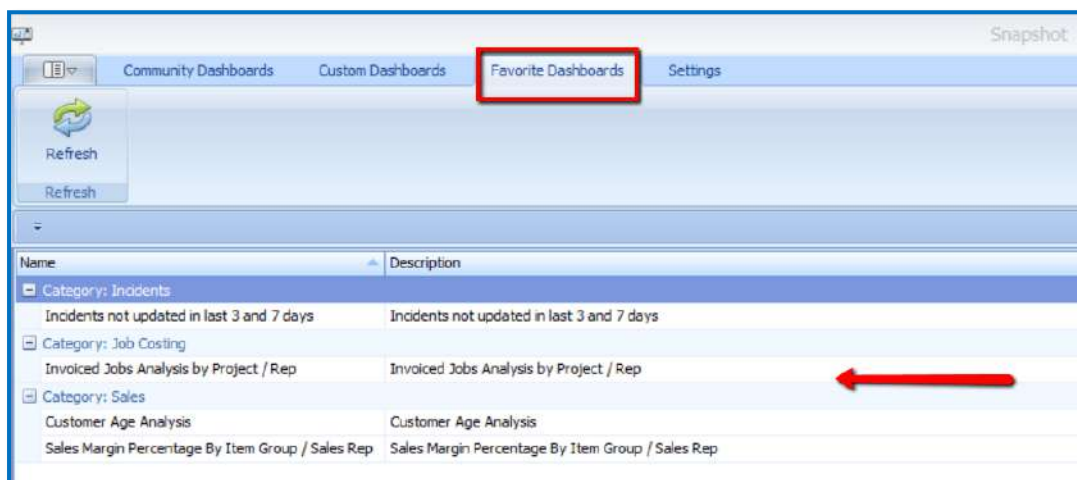 Snapshot
Community Dashboards Custom Dashboards Favorite Dashboards Settings
Refresh
Refresh
Name Description
Category: Incidents
Incidents not updated in last 3 and 7 days Incidents not updated in last 3 and 7 days
Category: Job Costing
Invoiced Jobs Analysis by Project / Rep Invoiced Jobs Analysis by Project / Rep
Category: Sales
Customer Age Analysis Customer Age Analysis
Sales Margin Percentage By Item Group / Sales Rep Sales Margin Percentage By Item Group / Sales Rep